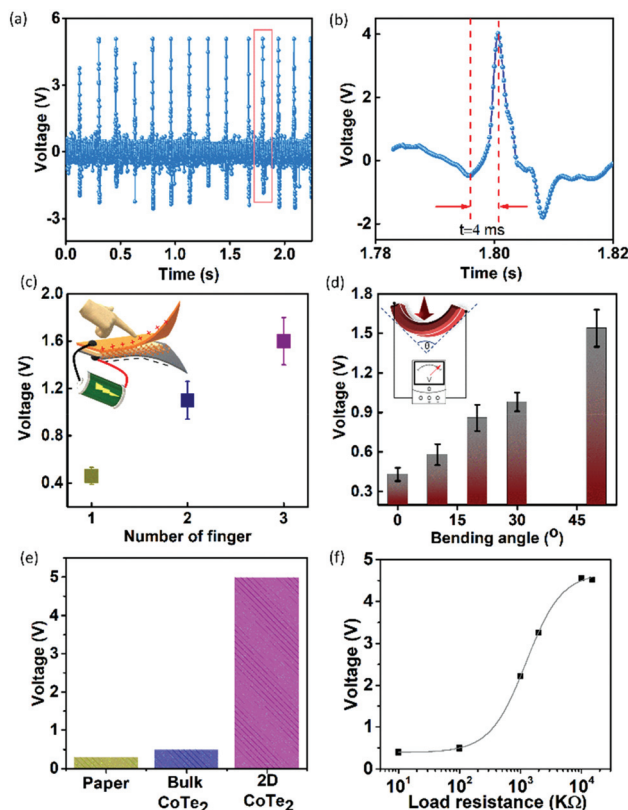 (a)
6
3
0
-3
Voltage (V)
0.0 0.5 1.0 1.5 2.0
Time (s)
(b)
4
2
0
-2
Voltage (V)
t=4 ms
1.78 1.80 1.82
Time (s)
(c)
2.0
1.6
1.2
0.8
0.4
Voltage (V)
1 2 3
Number of finger
(d)
1.8
1.5
1.2
0.9
0.6
0.3
Voltage (V)
V
0 15 30 45
Bending angle (O)
(e)
5
4
3
2
1
0
Voltage (V)
Paper Bulk 2D
CoTe2 CoTe2
(f)
5
4
3
2
1
0
Voltage (V)
10^1 10^2 10^3 10^4
Load resistance (KΩ)